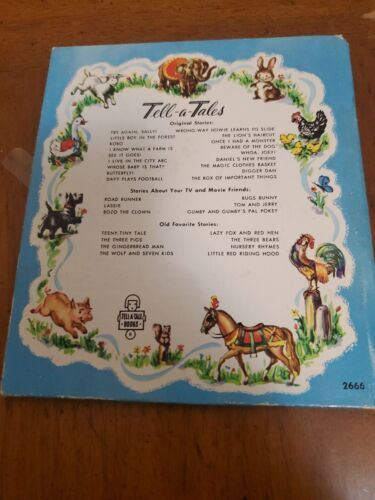 Tell-a-Tales
Original Stories:
TRY AGAIN, SALLY!
LITTLE BOY IN THE FOREST
KOBO
I KNOW WHAT A FARM IS
SEE IT GOES!
I LIVE IN THE CITY ABC
WHOSE BABY IS THAT?
BUTTERFLY!
DAVY PLAYS FOOTBALL
WRONG-WAY HOWIE LEARNS TO SLIDE
THE LION'S HAIRCUT
ONCE I HAD A MONSTER
BEWARE OF THE DOG
WHOA, JOEY!
DANIEL'S NEW FRIEND
THE MAGIC CLOTHES BASKET
DIGGER DAN
THE BOX OF IMPORTANT THINGS
Stories About Your TV and Movie Friends:
ROAD RUNNER
LASSIE
BOZO THE CLOWN
BUGS BUNNY
TOM AND JERRY
GUMBY AND GUMBY'S PAL POKEY
Old Favorite Stories:
TEENY-TINY TALE
THE THREE PIGS
THE GINGERBREAD MAN
THE WOLF AND SEVEN KIDS
LAZY FOX AND RED HEN
THE THREE BEARS
NURSERY RHYMES
LITTLE RED RIDING HOOD
TELL-A-TALE
BOOKS
2666